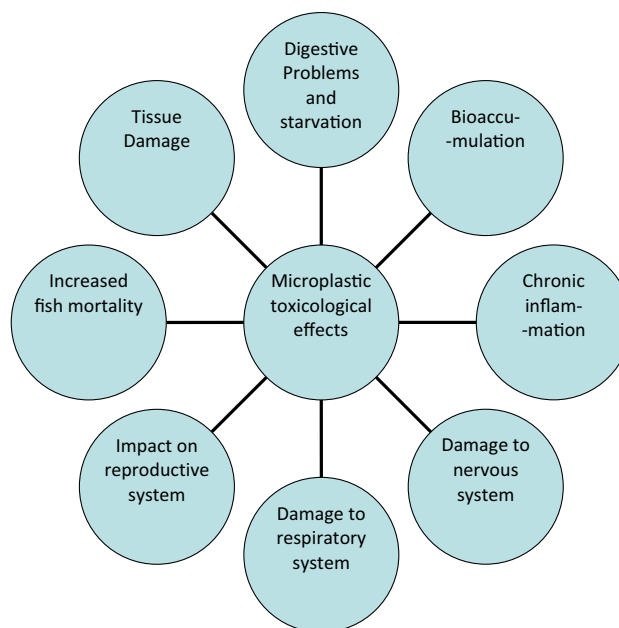 Digestive
Problems
and
starvation
Tissue
Damage
Bioaccu-
-mulation
Increased
fish mortality
Microplastic
toxicological
effects
Chronic
inflam-
-mation
Impact on
reproductive
system
Damage to
respiratory
system
Damage to
nervous
system